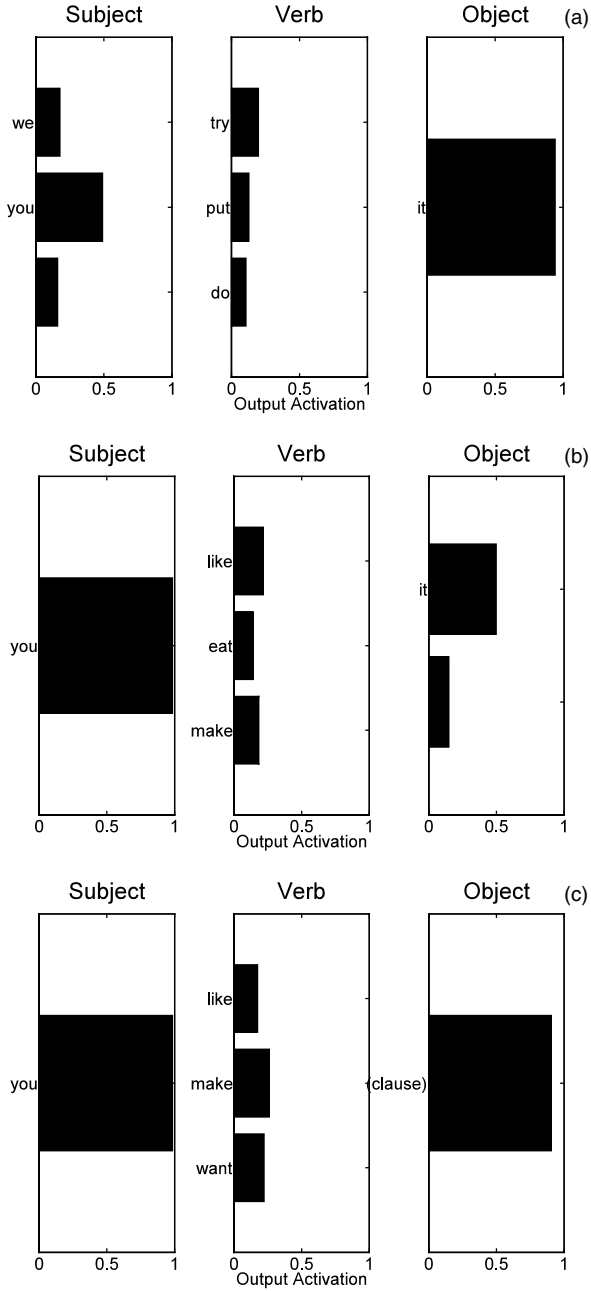 Subject Verb Object (a)
we
you
try
put
do
it
0 0.5 1 0 0.5 1 0 0.5 1
Output Activation
Subject Verb Object (b)
you
like
eat
make
it
0 0.5 1 0 0.5 1 0 0.5 1
Output Activation
Subject Verb Object (c)
you
like
make
want
(clause)
0 0.5 1 0 0.5 1 0 0.5 1
Output Activation